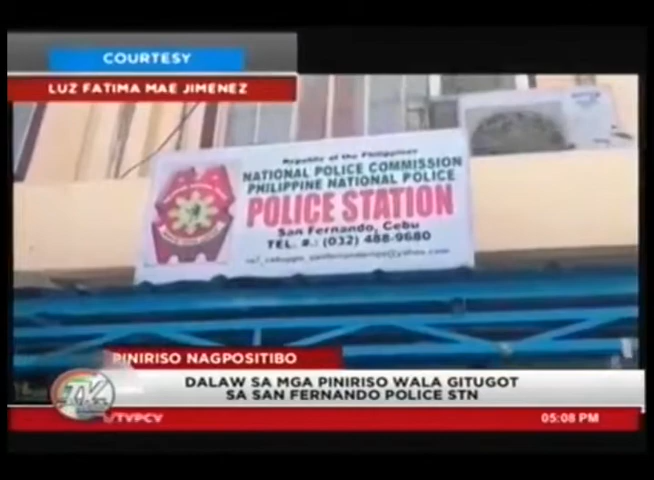 COURTESY
LUZ FATIMA MAE JIMENEZ
Republic of the Philippines
NATIONAL POLICE COMMISSION
PHILIPPINE NATIONAL POLICE
POLICE STATION
San Fernando, Cebu
TEL. #.: (032) 488-9680
PINIRISO NAGPOSITIBO
DALAW SA MGA PINIRISO WALA GITUGOT
SA SAN FERNANDO POLICE STN
TV
/TVPCV
05:08 PM